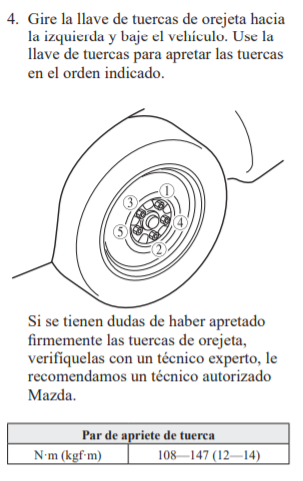 4. Gire la llave de tuercas de orejeta hacia
la izquierda y baje el vehículo. Use la
llave de tuercas para apretar las tuercas
en el orden indicado.
1
3
4
5
2
Si se tienen dudas de haber apretado
firmemente las tuercas de orejeta,
verifíquelas con un técnico experto, le
recomendamos un técnico autorizado
Mazda.
Par de apriete de tuerca
N·m (kgf·m) 108—147 (12—14)